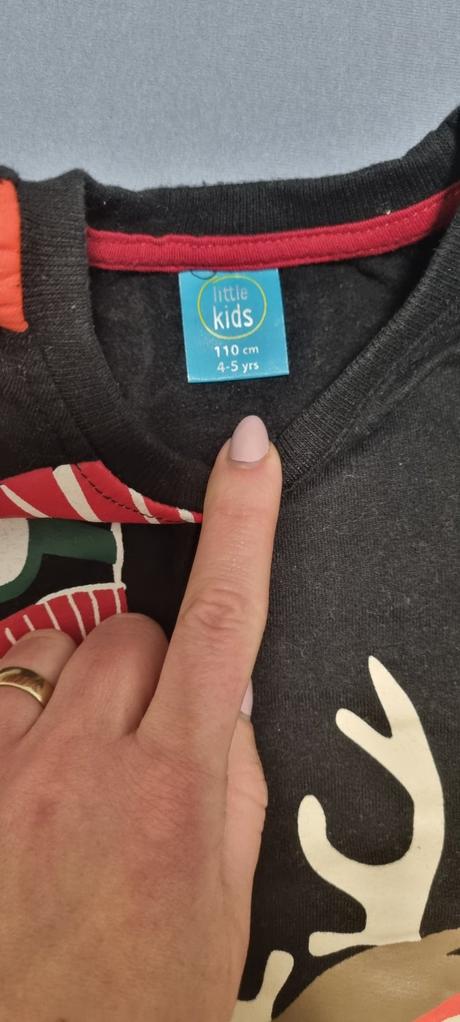 little
kids
110 cm
4-5 yrs